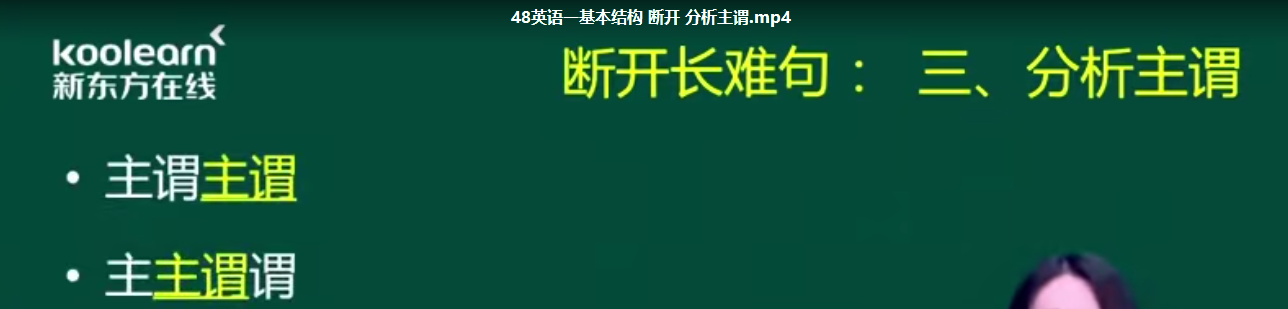 48英语一基本结构 断开 分析主谓.mp4
koolearn
新东方在线
断开长难句： 三、分析主谓
• 主谓主谓
• 主主谓谓